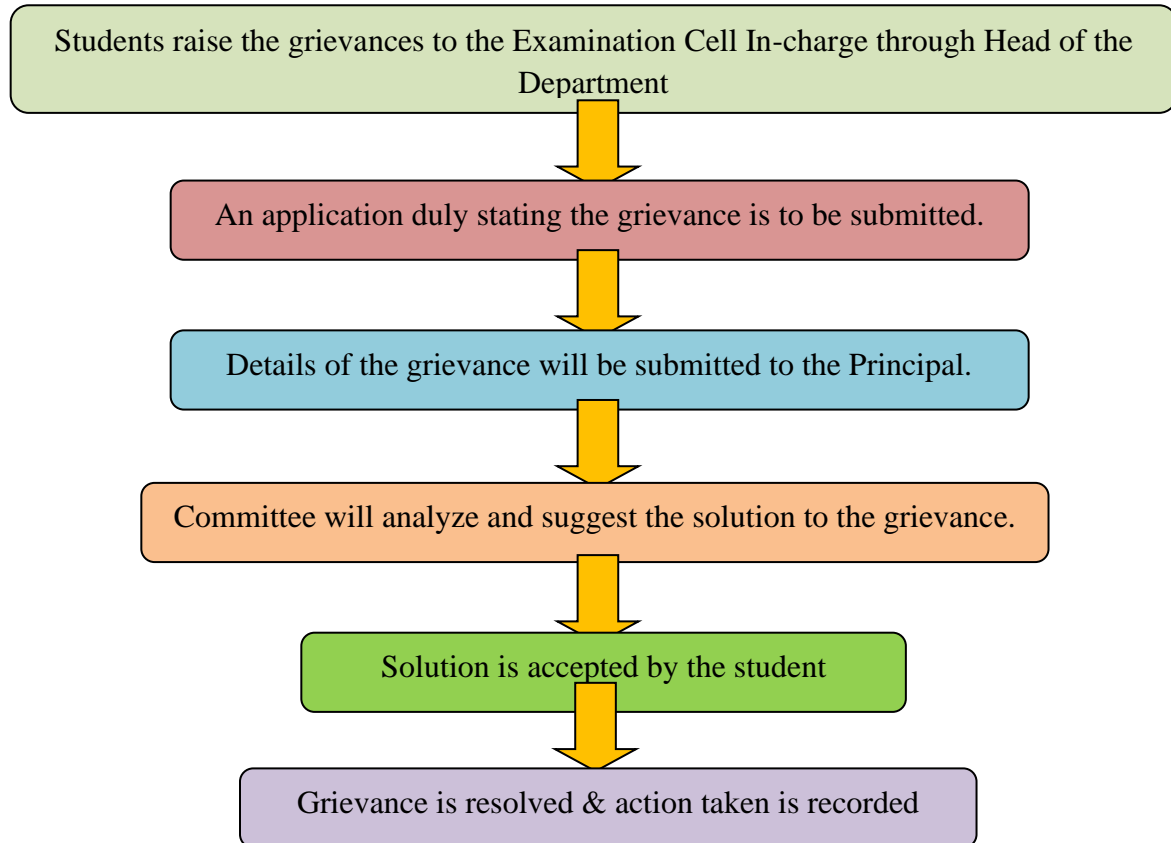 Students raise the grievances to the Examination Cell In-charge through Head of the
Department
An application duly stating the grievance is to be submitted.
Details of the grievance will be submitted to the Principal.
Committee will analyze and suggest the solution to the grievance.
Solution is accepted by the student
Grievance is resolved & action taken is recorded